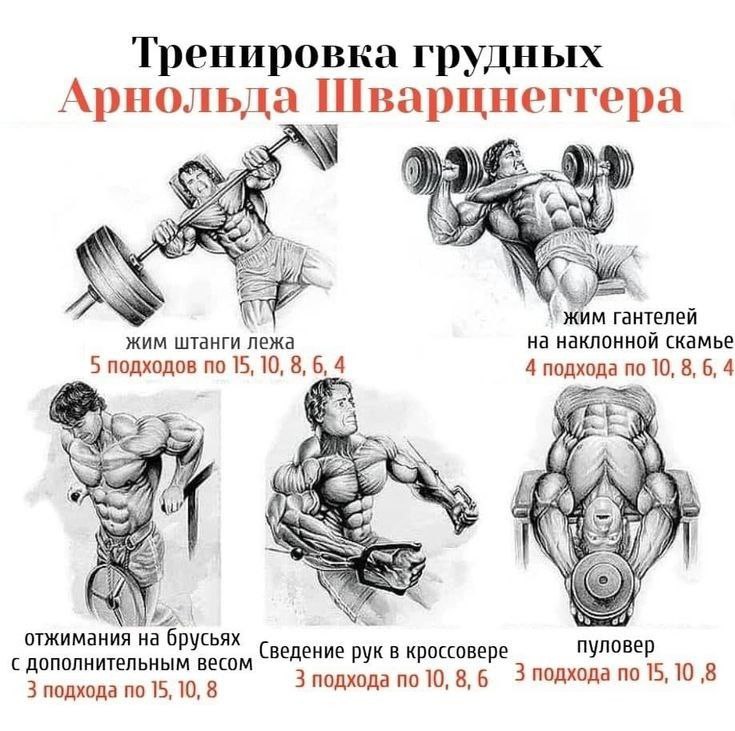 Тренировка грудных
Арнольда Шварцнеггера
жим штанги лежа
5 подходов по 15, 10, 8, 6, 4
жим гантелей
на наклонной скамье
4 подхода по 10, 8, 6, 4
отжимания на брусьях
с дополнительным весом
3 подхода по 15, 10, 8
Сведение рук в кроссовере
3 подхода по 10, 8, 6
пуловер
3 подхода по 15, 10 ,8